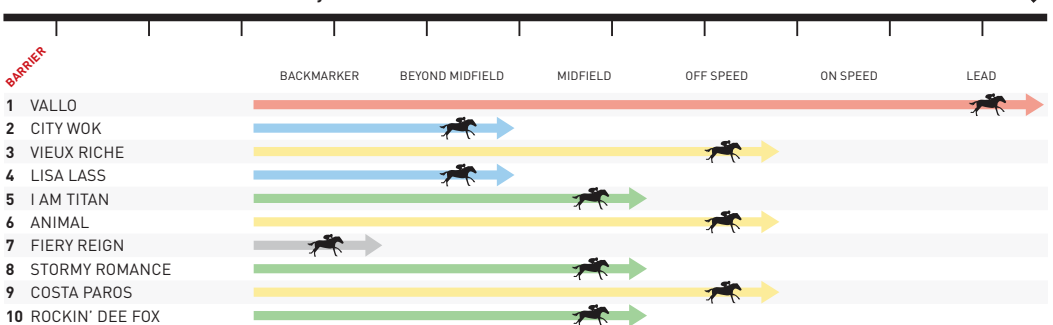 BARRIER
BACKMARKER BEYOND MIDFIELD MIDFIELD OFF SPEED ON SPEED LEAD
1 VALLO
2 CITY WOK
3 VIEUX RICHE
4 LISA LASS
5 I AM TITAN
6 ANIMAL
7 FIERY REIGN
8 STORMY ROMANCE
9 COSTA PAROS
10 ROCKIN' DEE FOX